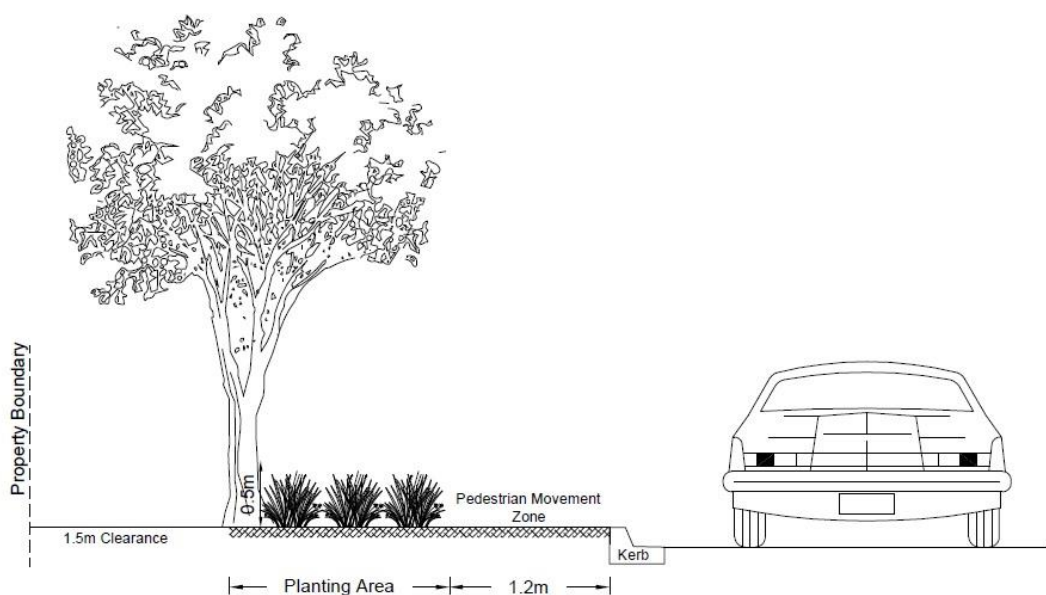 Property Boundary
0.5m
Pedestrian Movement
Zone
1.5m Clearance
Kerb
Planting Area
1.2m